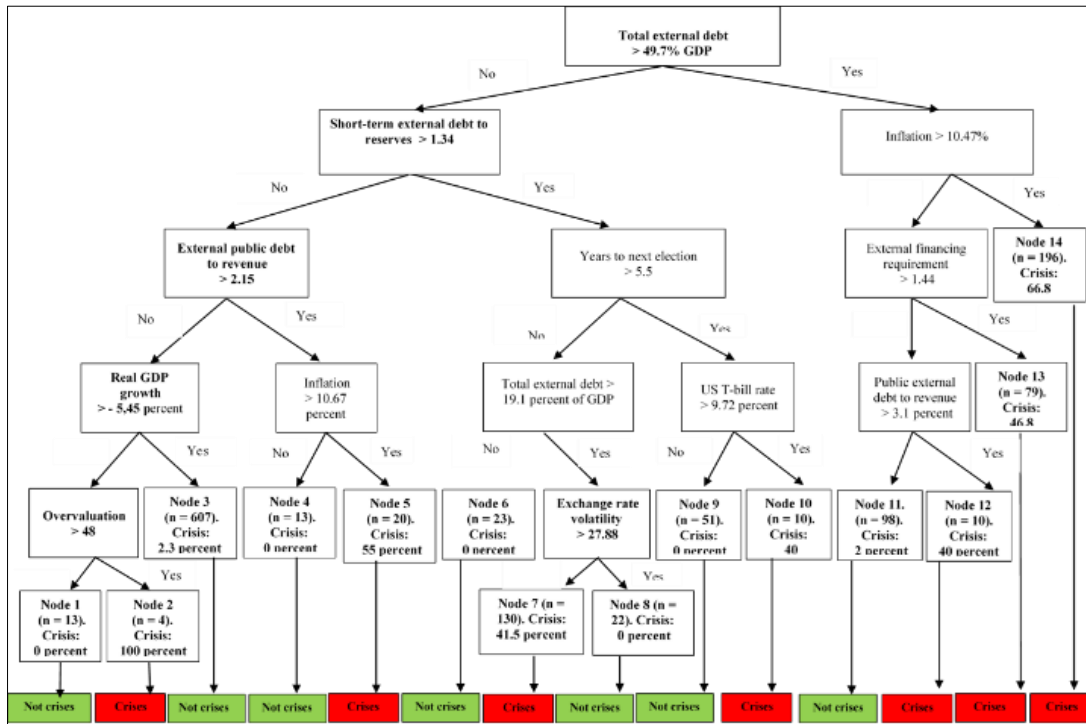 Total external debt
> 49.7% GDP
No
Yes
Short-term external debt to
reserves > 1.34
Inflation > 10.47%
No
Yes
Yes
External public debt
to revenue
> 2.15
Years to next election
> 5.5
External financing
requirement
> 1.44
Node 14
(n = 196).
Crisis:
66.8
No
Yes
No
Yes
Yes
Real GDP
growth
> - 5,45 percent
Inflation
> 10.67
percent
Total external debt >
19.1 percent of GDP
US T-bill rate
> 9.72 percent
Public external
debt to revenue
> 3.1 percent
Node 13
(n = 79).
Crisis:
46.8
Yes
No
Yes
Yes
No
Yes
Yes
Overvaluation
> 48
Node 3
(n = 607).
Crisis:
2.3 percent
Node 4
(n = 13).
Crisis:
0 percent
Node 5
(n = 20).
Crisis:
55 percent
Node 6
(n = 23).
Crisis:
0 percent
Exchange rate
volatility
> 27.88
Node 9
(n = 51).
Crisis:
0 percent
Node 10
(n = 10).
Crisis:
40
Node 11.
(n = 98).
Crisis:
2 percent
Node 12
(n = 10).
Crisis:
40 percent
Yes
Yes
Node 1
(n = 13).
Crisis:
0 percent
Node 2
(n = 4).
Crisis:
100 percent
Node 7 (n =
130). Crisis:
41.5 percent
Node 8 (n =
22). Crisis:
0 percent
Not crises
Crises
Not crises
Not crises
Crises
Not crises
Crises
Not crises
Not crises
Crises
Not crises
Crises
Crises
Crises